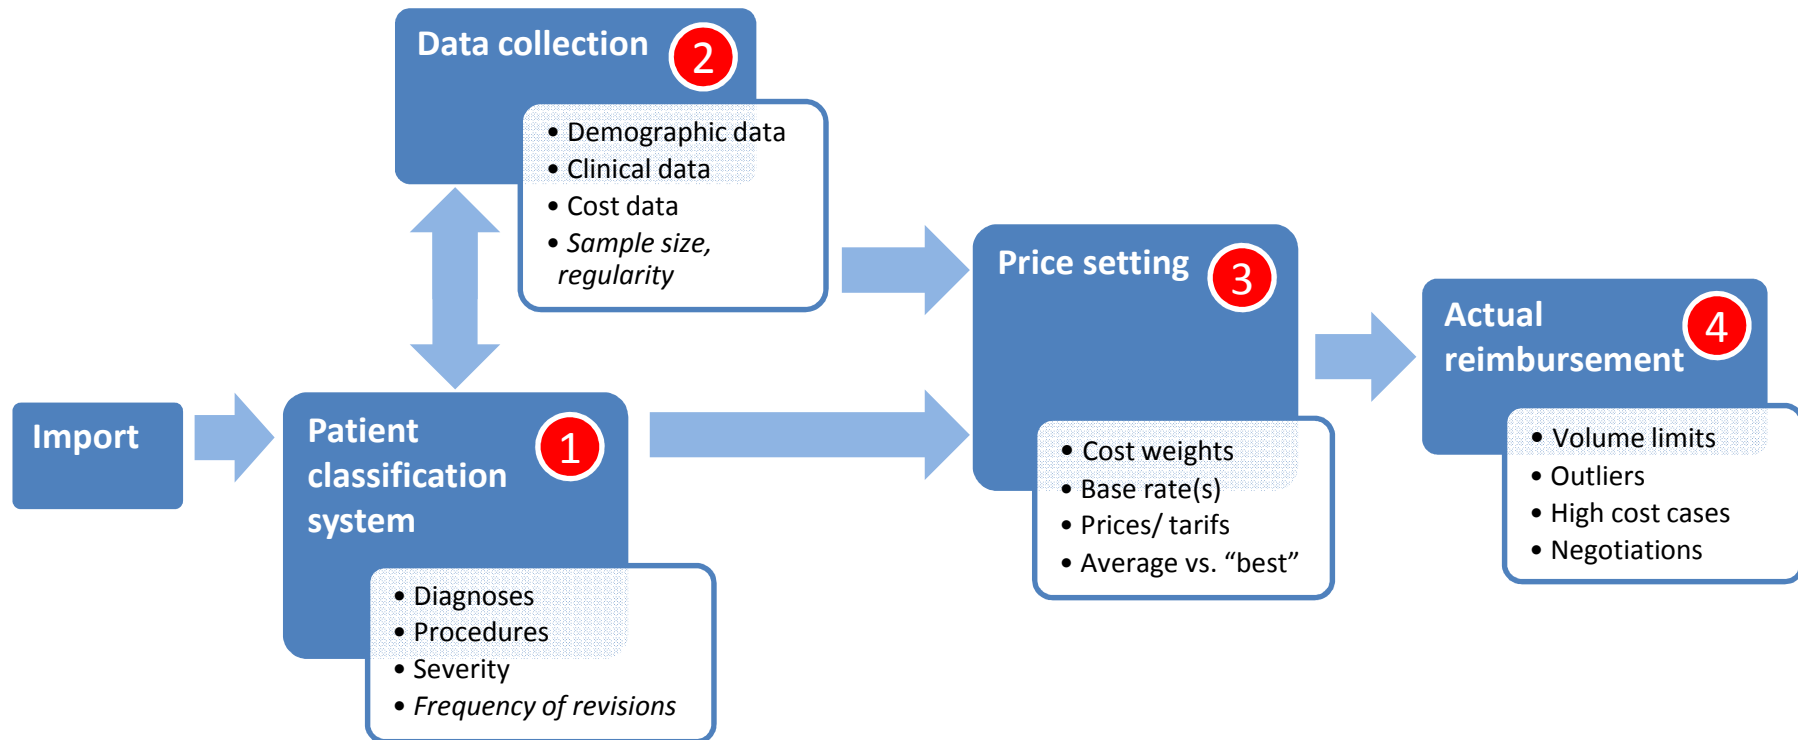 Data collection
2
• Demographic data
• Clinical data
• Cost data
• Sample size,
regularity
Import
Patient
classification
system
1
• Diagnoses
• Procedures
• Severity
• Frequency of revisions
Price setting
3
• Cost weights
• Base rate(s)
• Prices/ tarifs
• Average vs. “best”
Actual
reimbursement
4
• Volume limits
• Outliers
• High cost cases
• Negotiations